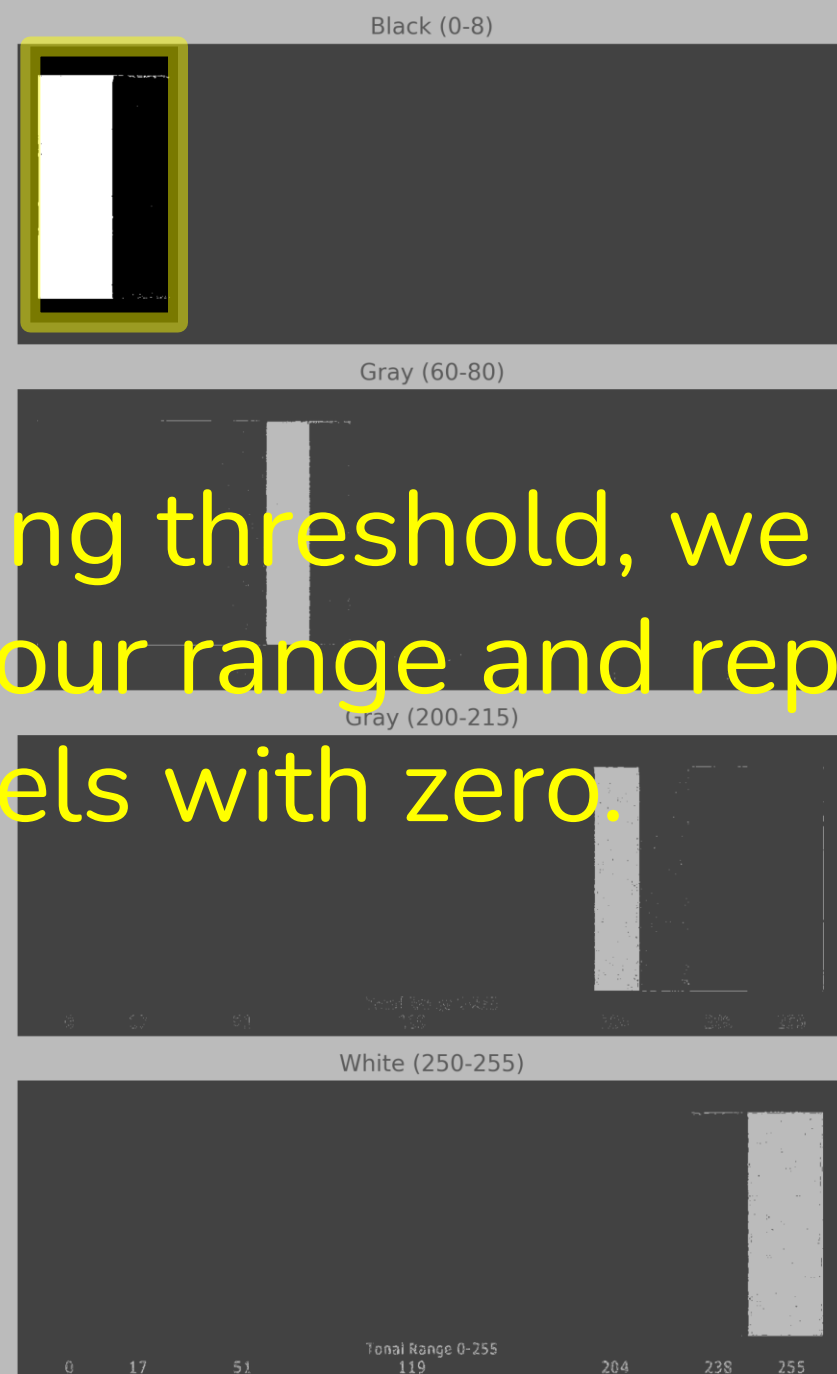 Black (0-8)
Gray (60-80)
ng threshold, we
our range and rep
Gray (200-215)
els with zero.
White (250-255)
Tonal Range 0-255
0 17 51 119 204 238 255